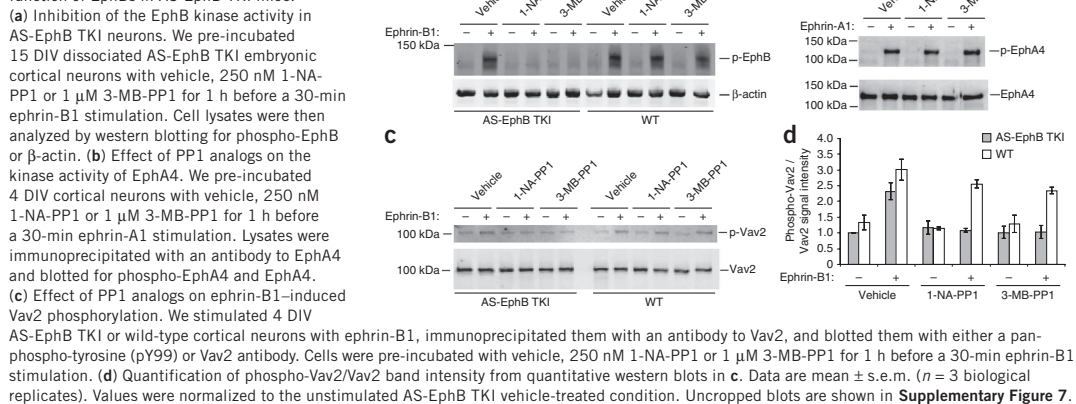 (a) Inhibition of the EphB kinase activity in
AS-EphB TKI neurons. We pre-incubated
15 DIV dissociated AS-EphB TKI embryonic
cortical neurons with vehicle, 250 nM 1-NA-
PP1 or 1 μM 3-MB-PP1 for 1 h before a 30-min
ephrin-B1 stimulation. Cell lysates were then
analyzed by western blotting for phospho-EphB
or β-actin. (b) Effect of PP1 analogs on the
kinase activity of EphA4. We pre-incubated
4 DIV cortical neurons with vehicle, 250 nM
1-NA-PP1 or 1 μM 3-MB-PP1 for 1 h before
a 30-min ephrin-A1 stimulation. Lysates were
immunoprecipitated with an antibody to EphA4
and blotted for phospho-EphA4 and EphA4.
(c) Effect of PP1 analogs on ephrin-B1–induced
Vav2 phosphorylation. We stimulated 4 DIV
AS-EphB TKI or wild-type cortical neurons with ephrin-B1, immunoprecipitated them with an antibody to Vav2, and blotted them with either a pan-
phospho-tyrosine (pY99) or Vav2 antibody. Cells were pre-incubated with vehicle, 250 nM 1-NA-PP1 or 1 μM 3-MB-PP1 for 1 h before a 30-min ephrin-B1
stimulation. (d) Quantification of phospho-Vav2/Vav2 band intensity from quantitative western blots in c. Data are mean ± s.e.m. (n = 3 biological
replicates). Values were normalized to the unstimulated AS-EphB TKI vehicle-treated condition. Uncropped blots are shown in Supplementary Figure 7.
Ephrin-B1: – + – + – + – + – + – +
150 kDa
p-EphB
β-actin
AS-EphB TKI WT
Ephrin-A1: – + – + – +
150 kDa
100 kDa
p-EphA4
150 kDa
100 kDa
EphA4
c
Vehicle 1-NA-PP1 3-MB-PP1 Vehicle 1-NA-PP1 3-MB-PP1
Ephrin-B1: – + – + – + – + – + – +
100 kDa p-Vav2
100 kDa Vav2
AS-EphB TKI WT
d
AS-EphB TKI
WT
Phospho-Vav2 /
Vav2 signal intensity
4.0
3.5
3.0
2.5
2.0
1.5
1.0
0.5
0
Ephrin-B1: – + – + – +
Vehicle 1-NA-PP1 3-MB-PP1